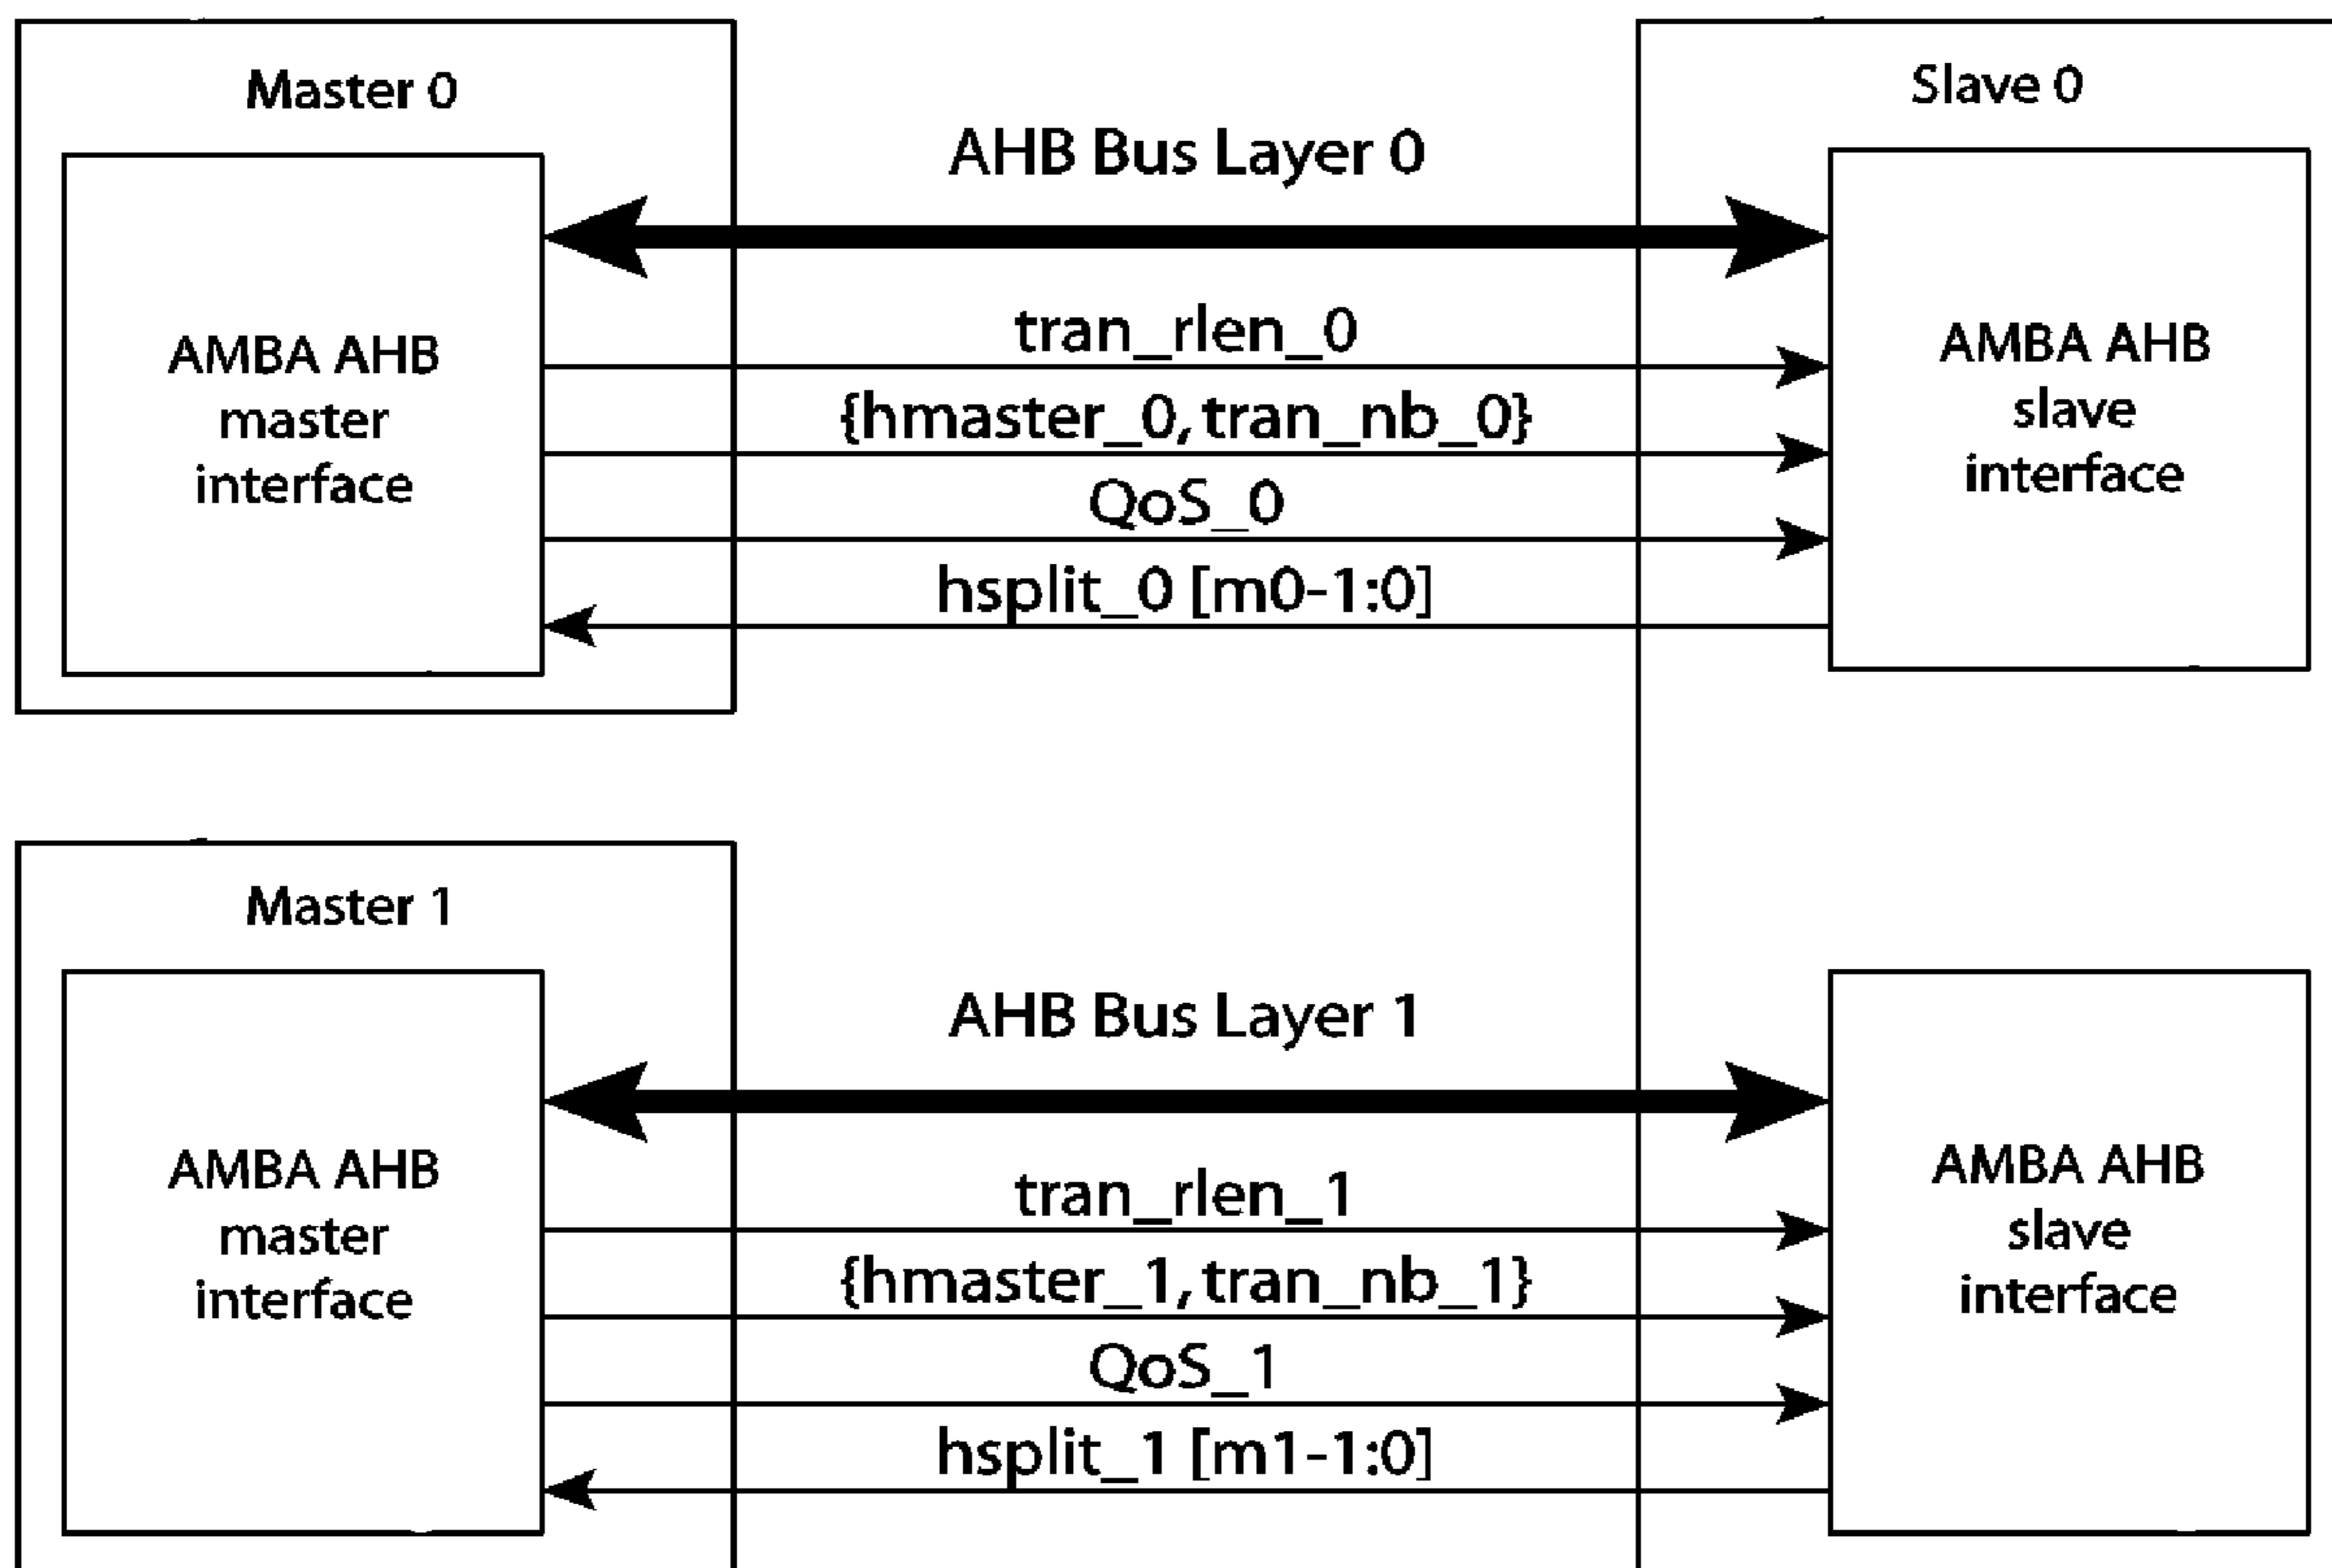 Master 0
Slave 0
AHB Bus Layer 0
AMBA AHB
master
interface
tran_rlen_0
{hmaster_0, tran_nb_0}
QoS_0
hsplit_0 [m0-1:0]
AMBA AHB
slave
interface
Master 1
AHB Bus Layer 1
AMBA AHB
master
interface
tran_rlen_1
{hmaster_1, tran_nb_1}
QoS_1
hsplit_1 [m1-1:0]
AMBA AHB
slave
interface